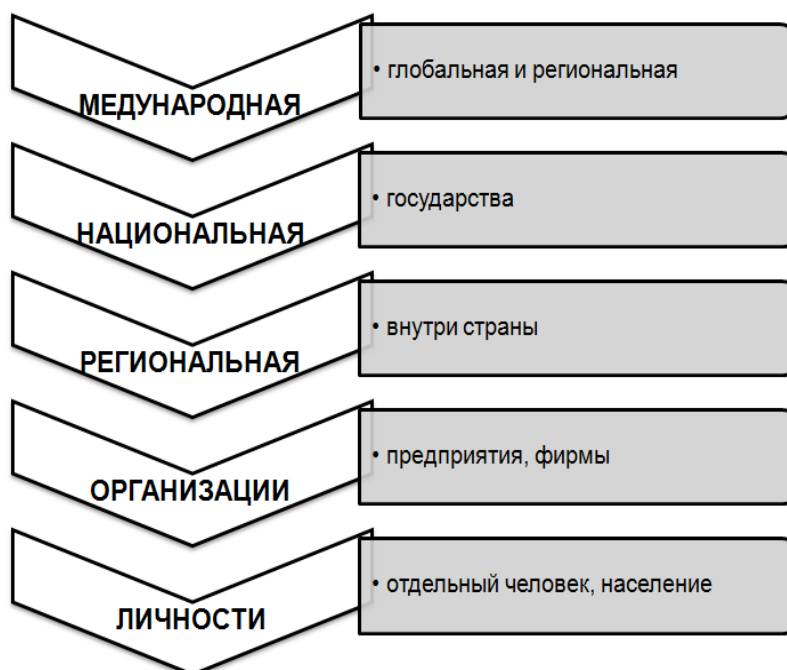 МЕДУНАРОДНАЯ
• глобальная и региональная
НАЦИОНАЛЬНАЯ
• государства
РЕГИОНАЛЬНАЯ
• внутри страны
ОРГАНИЗАЦИИ
• предприятия, фирмы
ЛИЧНОСТИ
• отдельный человек, население